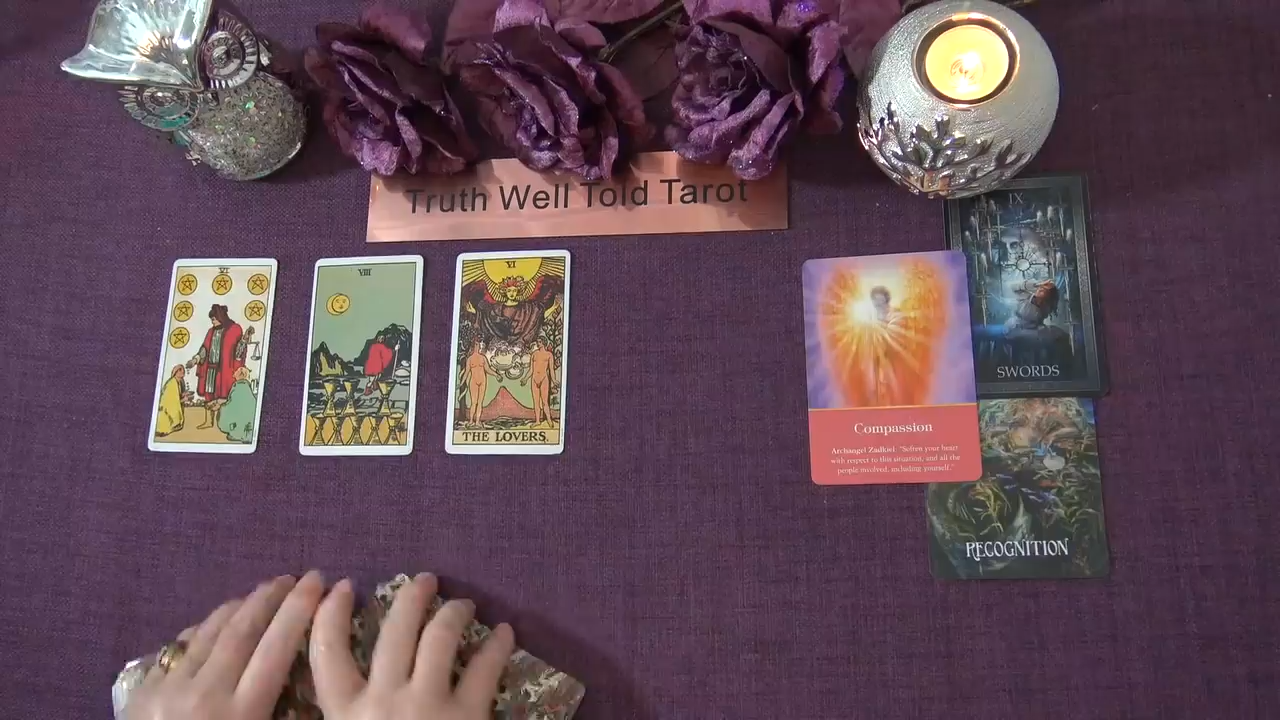 Truth Well Told Tarot
VI
VIII
VI
THE LOVERS.
IX
SWORDS
Compassion
Archangel Zadkiel: "Soften your heart
with respect to this situation, and all the
people involved, including yourself."
RECOGNITION